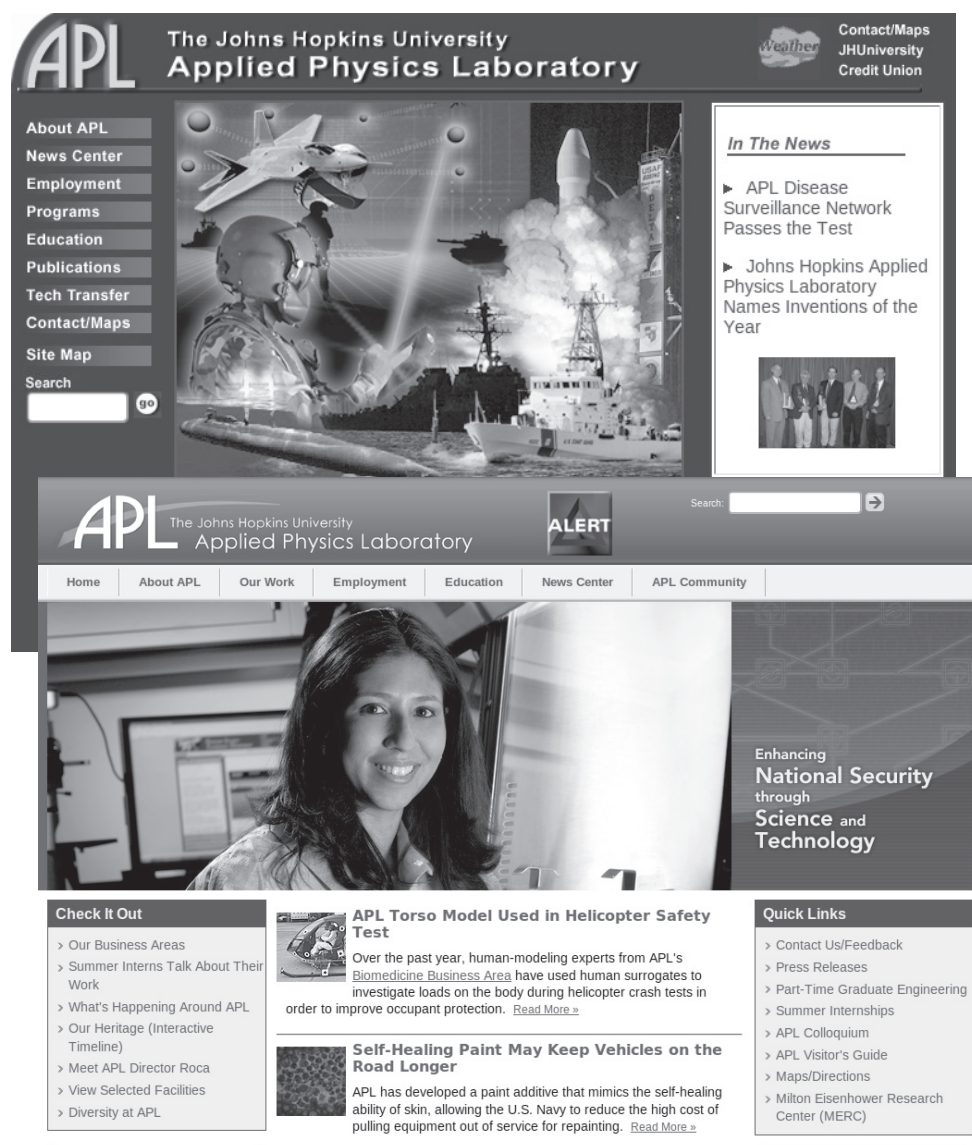 APL
The Johns Hopkins University
Applied Physics Laboratory
Weather
Contact/Maps
JHUniversity
Credit Union
About APL
News Center
Employment
Programs
Education
Publications
Tech Transfer
Contact/Maps
Site Map
Search
go
USAF
DELTA
U.S. COAST GUARD
In The News
APL Disease
Surveillance Network
Passes the Test
Johns Hopkins Applied
Physics Laboratory
Names Inventions of the
Year
APL
The Johns Hopkins University
Applied Physics Laboratory
ALERT
Search:
Home
About APL
Our Work
Employment
Education
News Center
APL Community
Enhancing
National Security
through
Science and
Technology
Check It Out
› Our Business Areas
› Summer Interns Talk About Their
Work
› What's Happening Around APL
› Our Heritage (Interactive
Timeline)
› Meet APL Director Roca
› View Selected Facilities
› Diversity at APL
APL Torso Model Used in Helicopter Safety
Test
Over the past year, human-modeling experts from APL's
Biomedicine Business Area have used human surrogates to
investigate loads on the body during helicopter crash tests in
order to improve occupant protection. Read More »
Self-Healing Paint May Keep Vehicles on the
Road Longer
APL has developed a paint additive that mimics the self-healing
ability of skin, allowing the U.S. Navy to reduce the high cost of
pulling equipment out of service for repainting. Read More »
Quick Links
› Contact Us/Feedback
› Press Releases
› Part-Time Graduate Engineering
› Summer Internships
› APL Colloquium
› APL Visitor's Guide
› Maps/Directions
› Milton Eisenhower Research
Center (MERC)